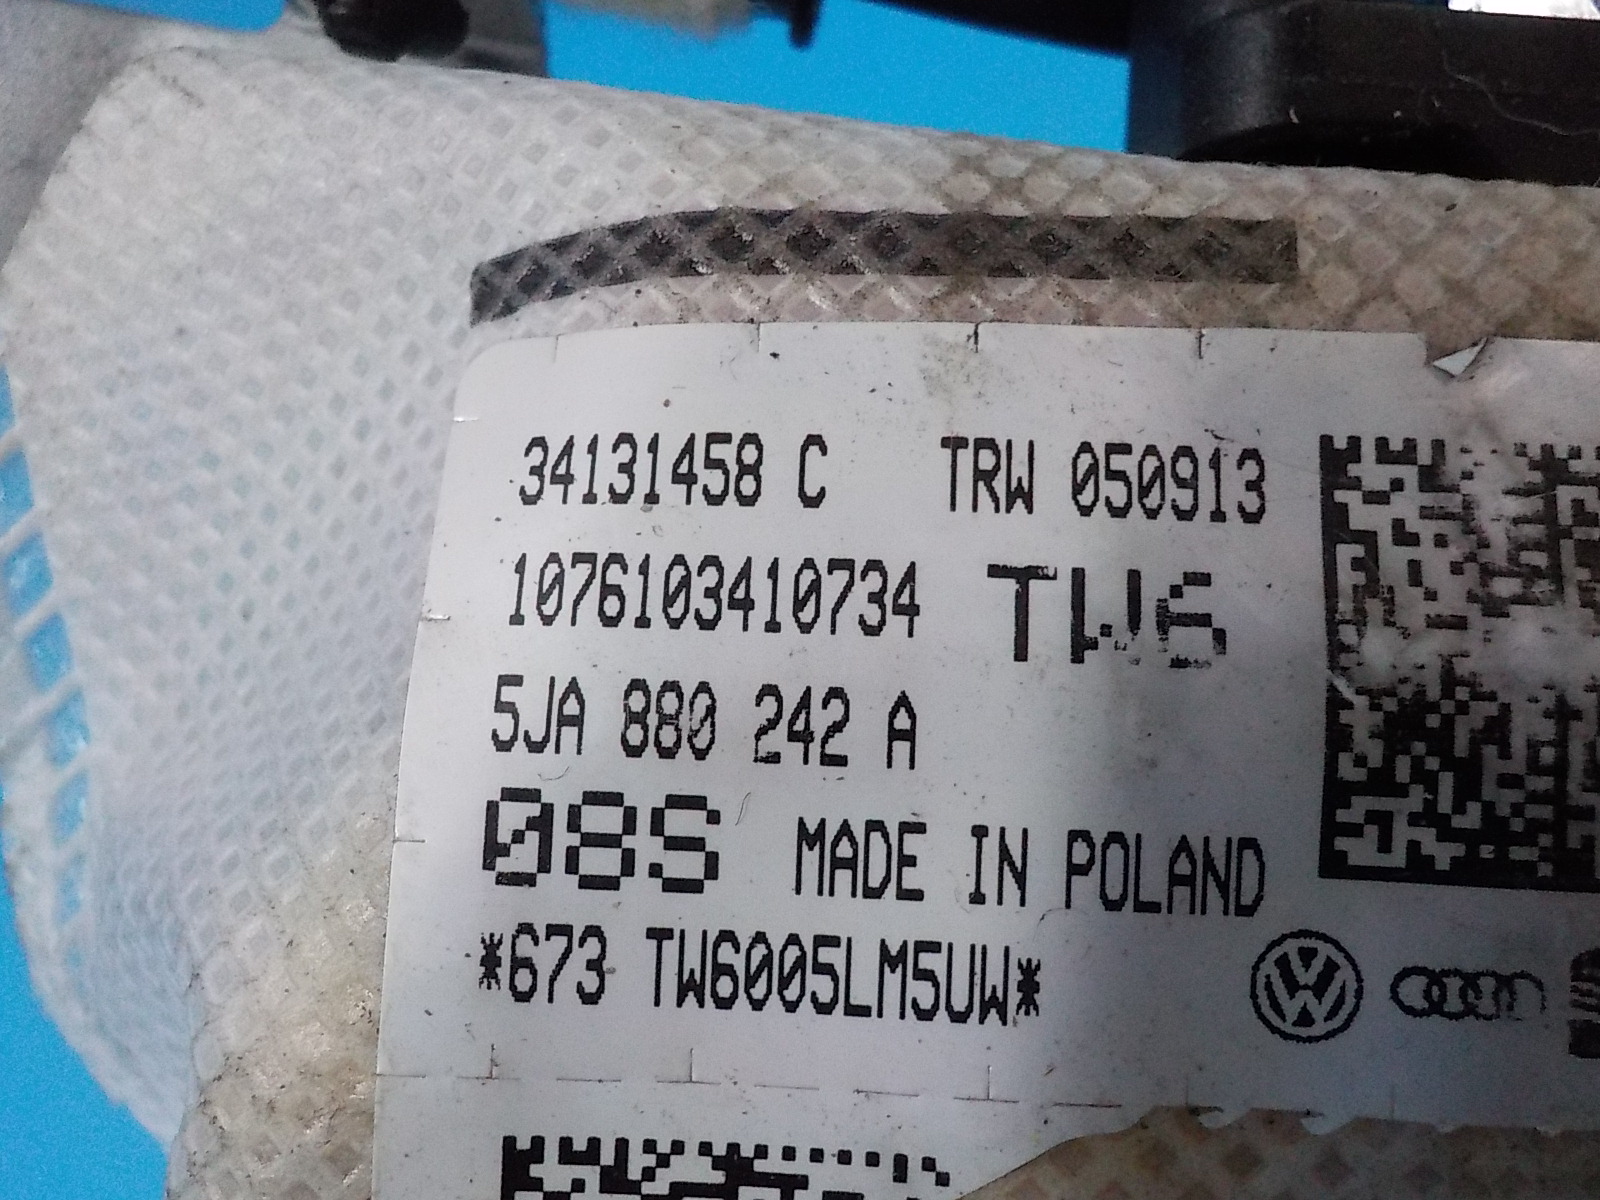 34131458 C TRW 050913
1076103410734 TW6
5JA 880 242 A
08S MADE IN POLAND
*673 TW6005LM5UW*